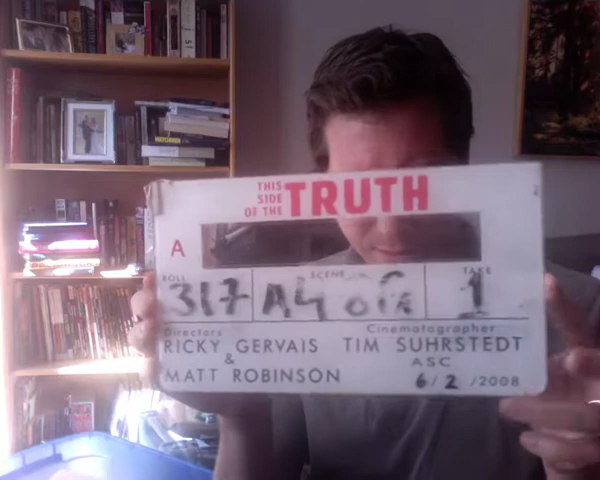 THIS
SIDE
OF THE TRUTH
A
ROLL SCENE TAKE
317 1
Directors Cinematographer
RICKY GERVAIS TIM SUHRSTEDT
& ASC
MATT ROBINSON 6/2/2008